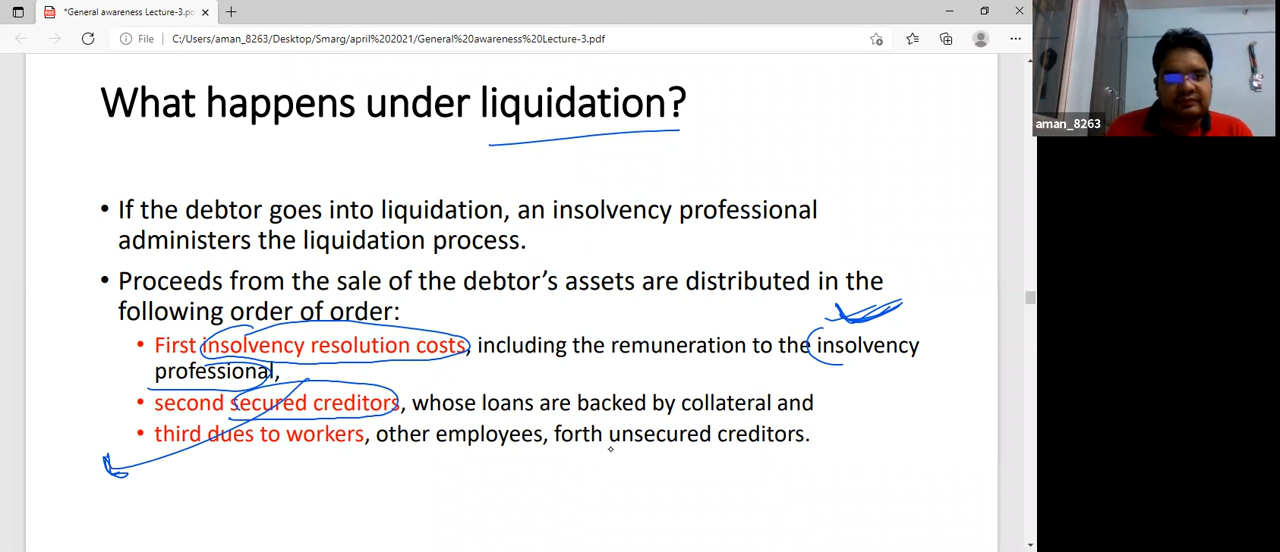 *General awareness Lecture-3.pd
File
C:/Users/aman_8263/Desktop/Smarg/april%202021/General%20awareness%20Lecture-3.pdf
aman_8263
What happens under liquidation?
• If the debtor goes into liquidation, an insolvency professional
administers the liquidation process.
• Proceeds from the sale of the debtor’s assets are distributed in the
following order of order:
• First insolvency resolution costs, including the remuneration to the insolvency
professional,
• second secured creditors, whose loans are backed by collateral and
• third dues to workers, other employees, forth unsecured creditors.